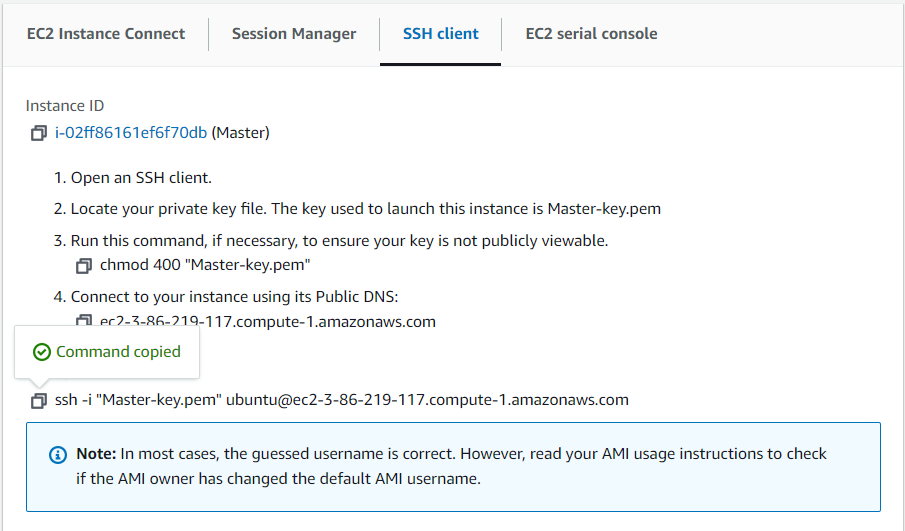 EC2 Instance Connect
Session Manager
SSH client
EC2 serial console
Instance ID
i-02ff86161ef6f70db (Master)
1. Open an SSH client.
2. Locate your private key file. The key used to launch this instance is Master-key.pem
3. Run this command, if necessary, to ensure your key is not publicly viewable.
chmod 400 "Master-key.pem"
4. Connect to your instance using its Public DNS:
ec2-3-86-219-117.compute-1.amazonaws.com
Command copied
ssh -i "Master-key.pem" ubuntu@ec2-3-86-219-117.compute-1.amazonaws.com
Note: In most cases, the guessed username is correct. However, read your AMI usage instructions to check
if the AMI owner has changed the default AMI username.